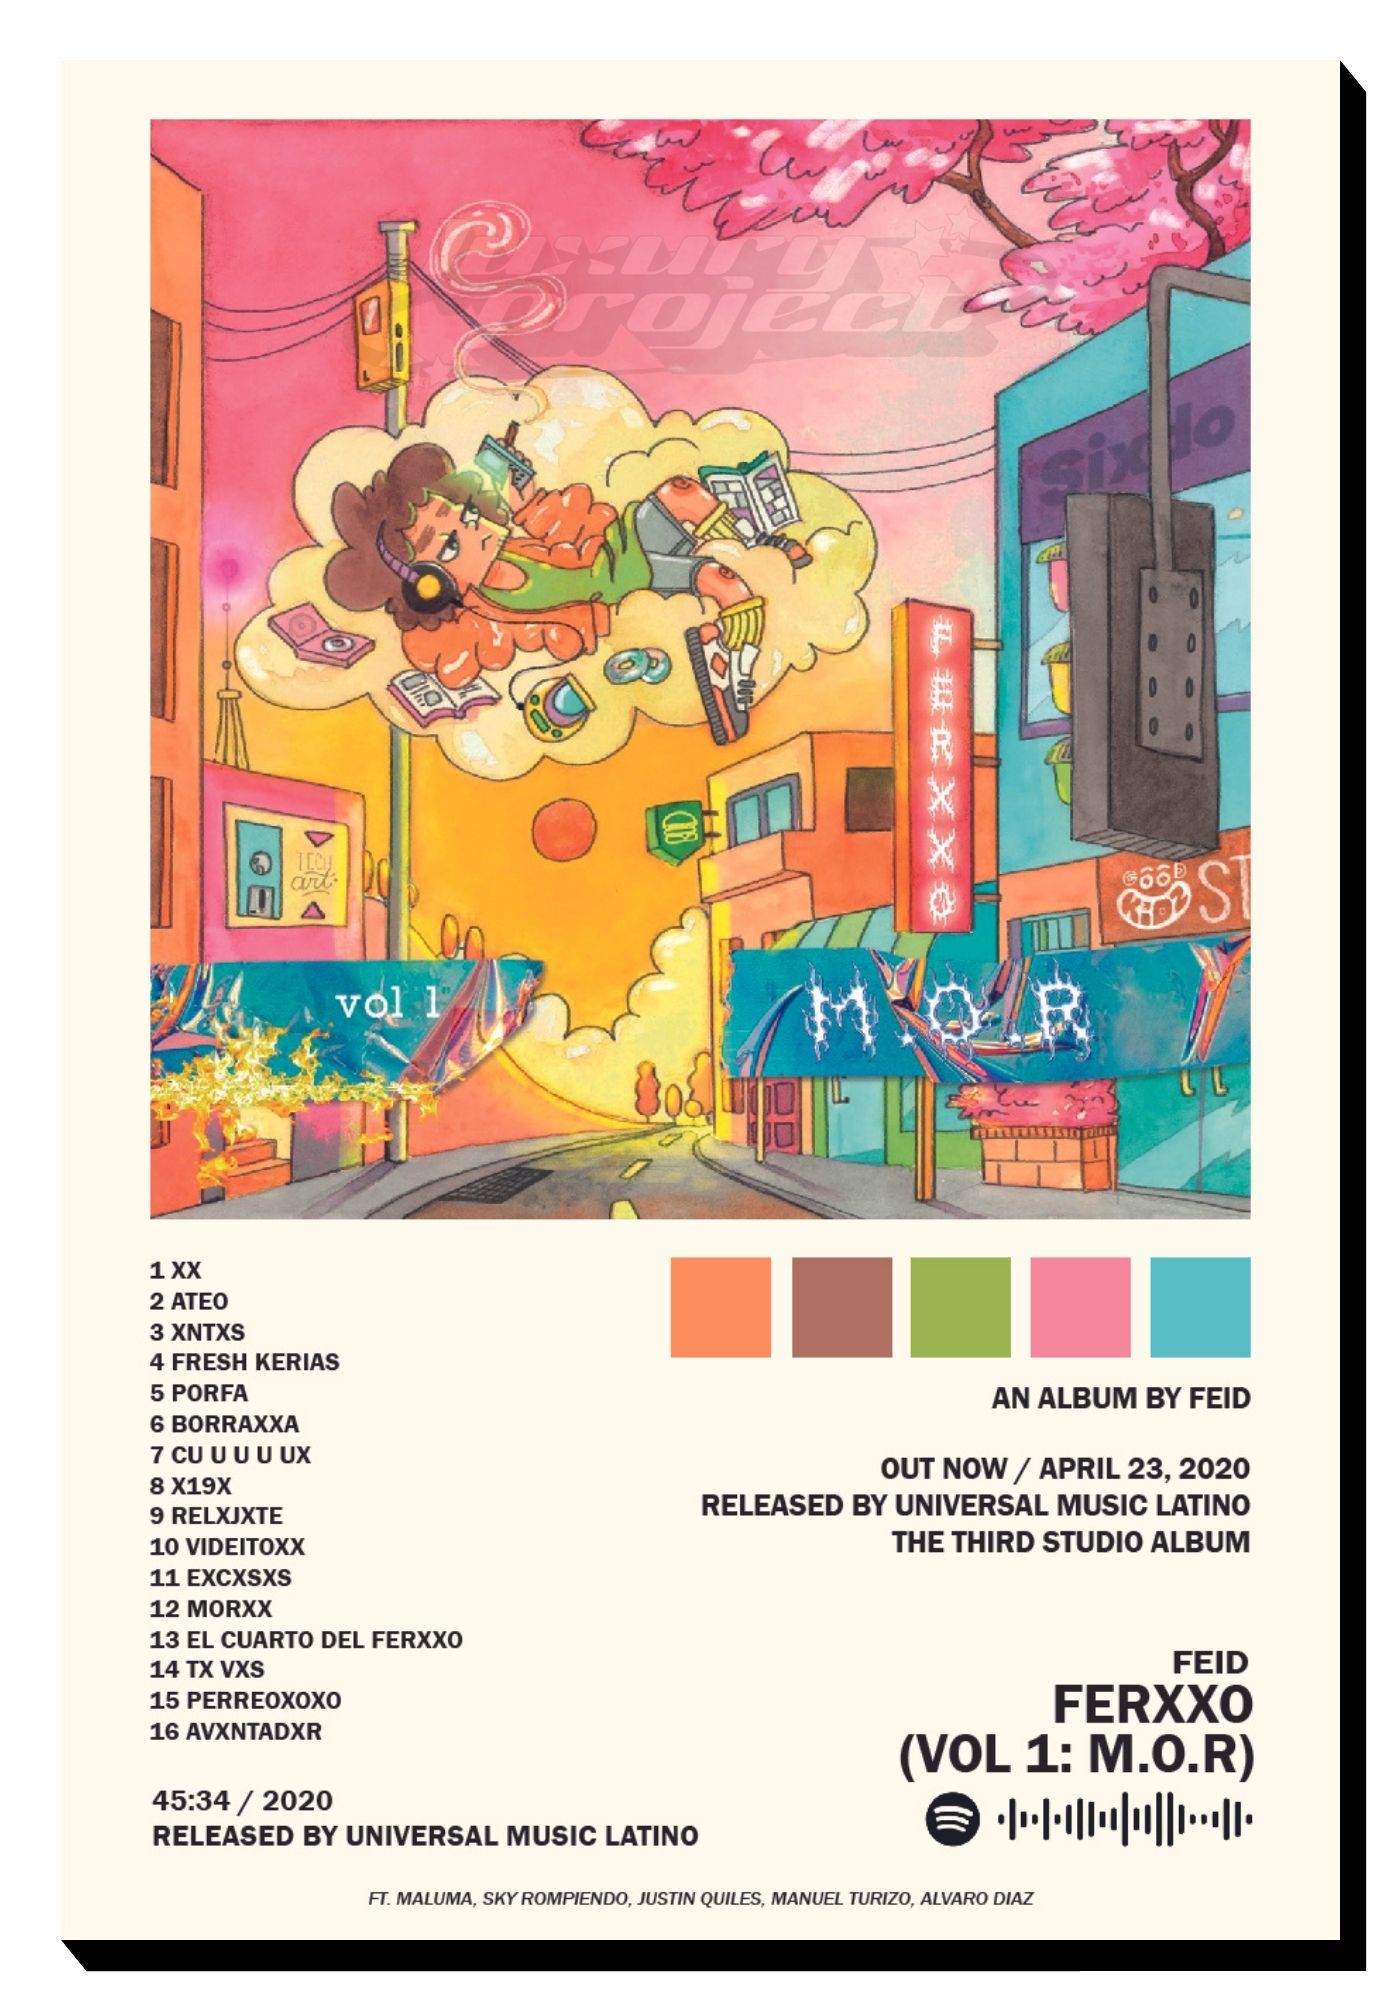 luxury
project
sixdo
FERXXO
TECH
art
GOOD
KIDZ
ST
vol 1
M.O.R
1 XX
2 ATEO
3 XNTXS
4 FRESH KERIAS
5 PORFA
6 BORRAXXA
7 CU U U U UX
8 X19X
9 RELXJXTE
10 VIDEITOXX
11 EXCXSXS
12 MORXX
13 EL CUARTO DEL FERXXO
14 TX VXS
15 PERREOXOXO
16 AVXNTADXR
45:34 / 2020
RELEASED BY UNIVERSAL MUSIC LATINO
AN ALBUM BY FEID
OUT NOW / APRIL 23, 2020
RELEASED BY UNIVERSAL MUSIC LATINO
THE THIRD STUDIO ALBUM
FEID
FERXXO
(VOL 1: M.O.R)
FT. MALUMA, SKY ROMPIENDO, JUSTIN QUILES, MANUEL TURIZO, ALVARO DIAZ